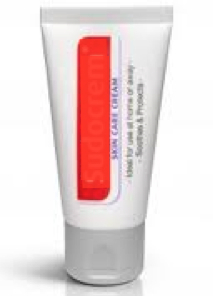 Sudocrem
SKIN CARE CREAM
- Ideal for use at home or away -
- Soothes & Protects -